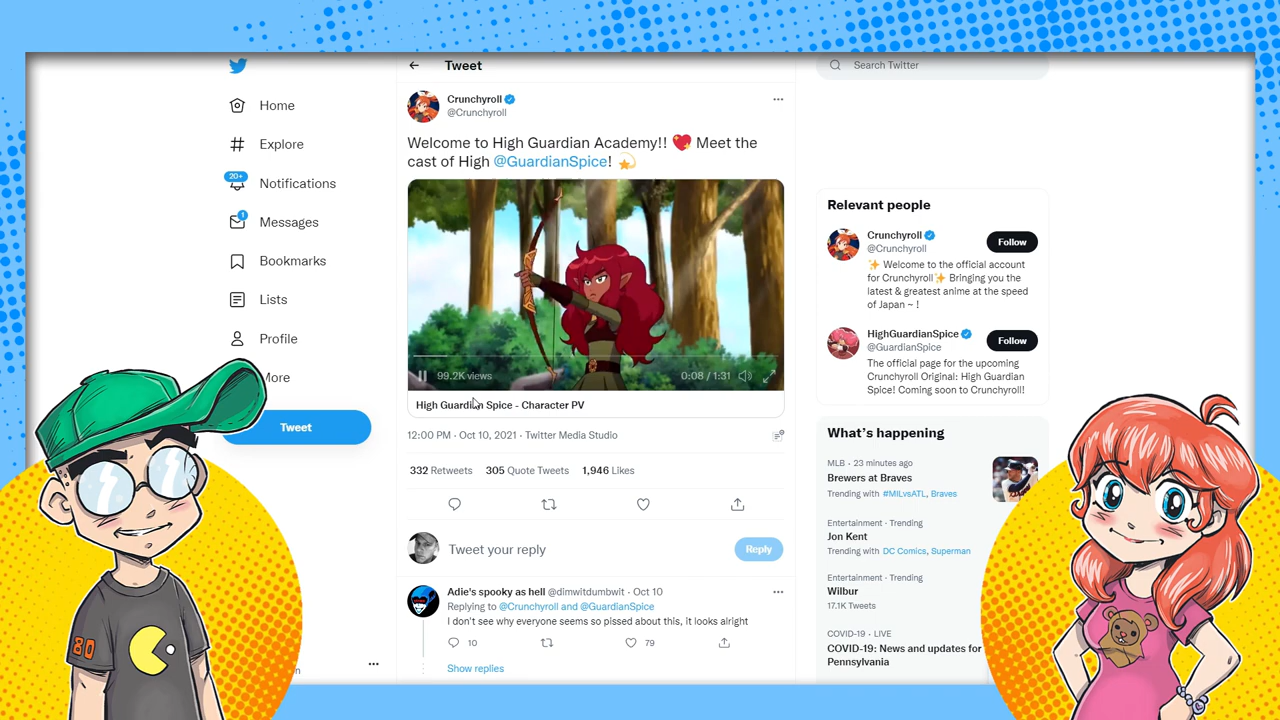 Home
Explore
20+
Notifications
1
Messages
Bookmarks
Lists
Profile
More
Tweet
Tweet
Crunchyroll
@Crunchyroll
Welcome to High Guardian Academy!! 💖 Meet the
cast of High @GuardianSpice! 💫
99.2K views
0:08 / 1:31
High Guardian Spice - Character PV
12:00 PM · Oct 10, 2021 · Twitter Media Studio
332 Retweets 305 Quote Tweets 1,946 Likes
Tweet your reply
Reply
Adie's spooky as hell @dimwitdumbwit · Oct 10
Replying to @Crunchyroll and @GuardianSpice
I don't see why everyone seems so pissed about this, it looks alright
10
79
Show replies
Search Twitter
Relevant people
Crunchyroll
@Crunchyroll
Follow
✨ Welcome to the official account
for Crunchyroll ✨ Bringing you the
latest & greatest anime at the speed
of Japan ~ !
HighGuardianSpice
@GuardianSpice
Follow
The official page for the upcoming
Crunchyroll Original: High Guardian
Spice! Coming soon to Crunchyroll!
What's happening
MLB · 23 minutes ago
Brewers at Braves
Trending with #MILvsATL, Braves
Entertainment · Trending
Jon Kent
Trending with DC Comics, Superman
Entertainment · Trending
Wilbur
17.1K Tweets
COVID-19 · LIVE
COVID-19: News and updates for
Pennsylvania
80